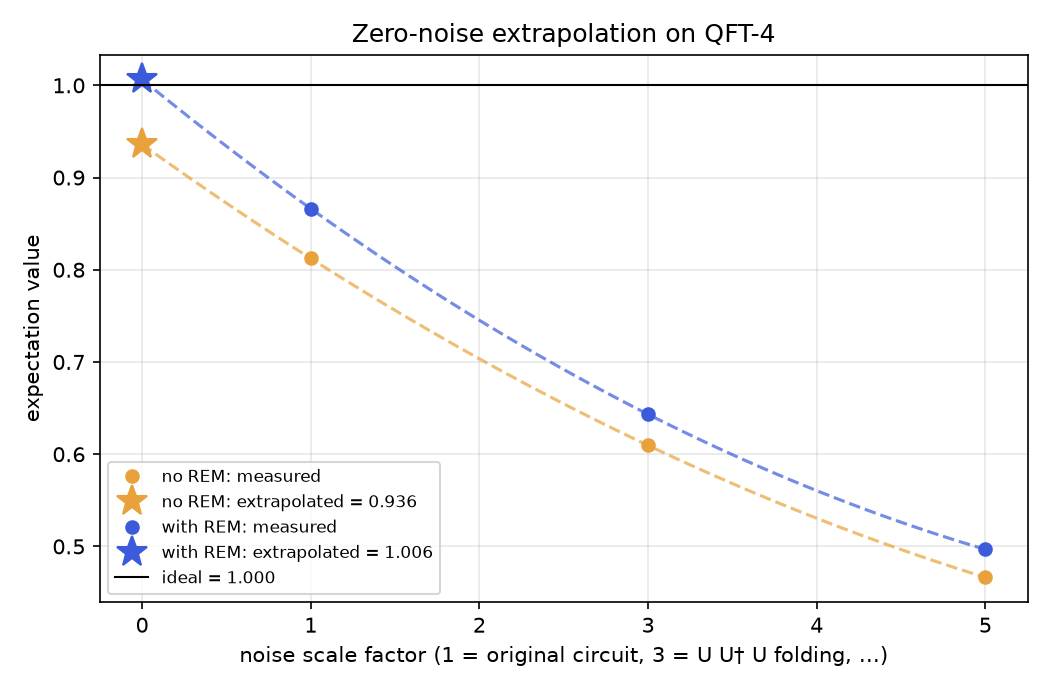 Zero-noise extrapolation on QFT-4
expectation value
1.0
0.9
0.8
0.7
0.6
0.5
no REM: measured
no REM: extrapolated = 0.936
with REM: measured
with REM: extrapolated = 1.006
ideal = 1.000
0 1 2 3 4 5
noise scale factor (1 = original circuit, 3 = U U† U folding, ...)